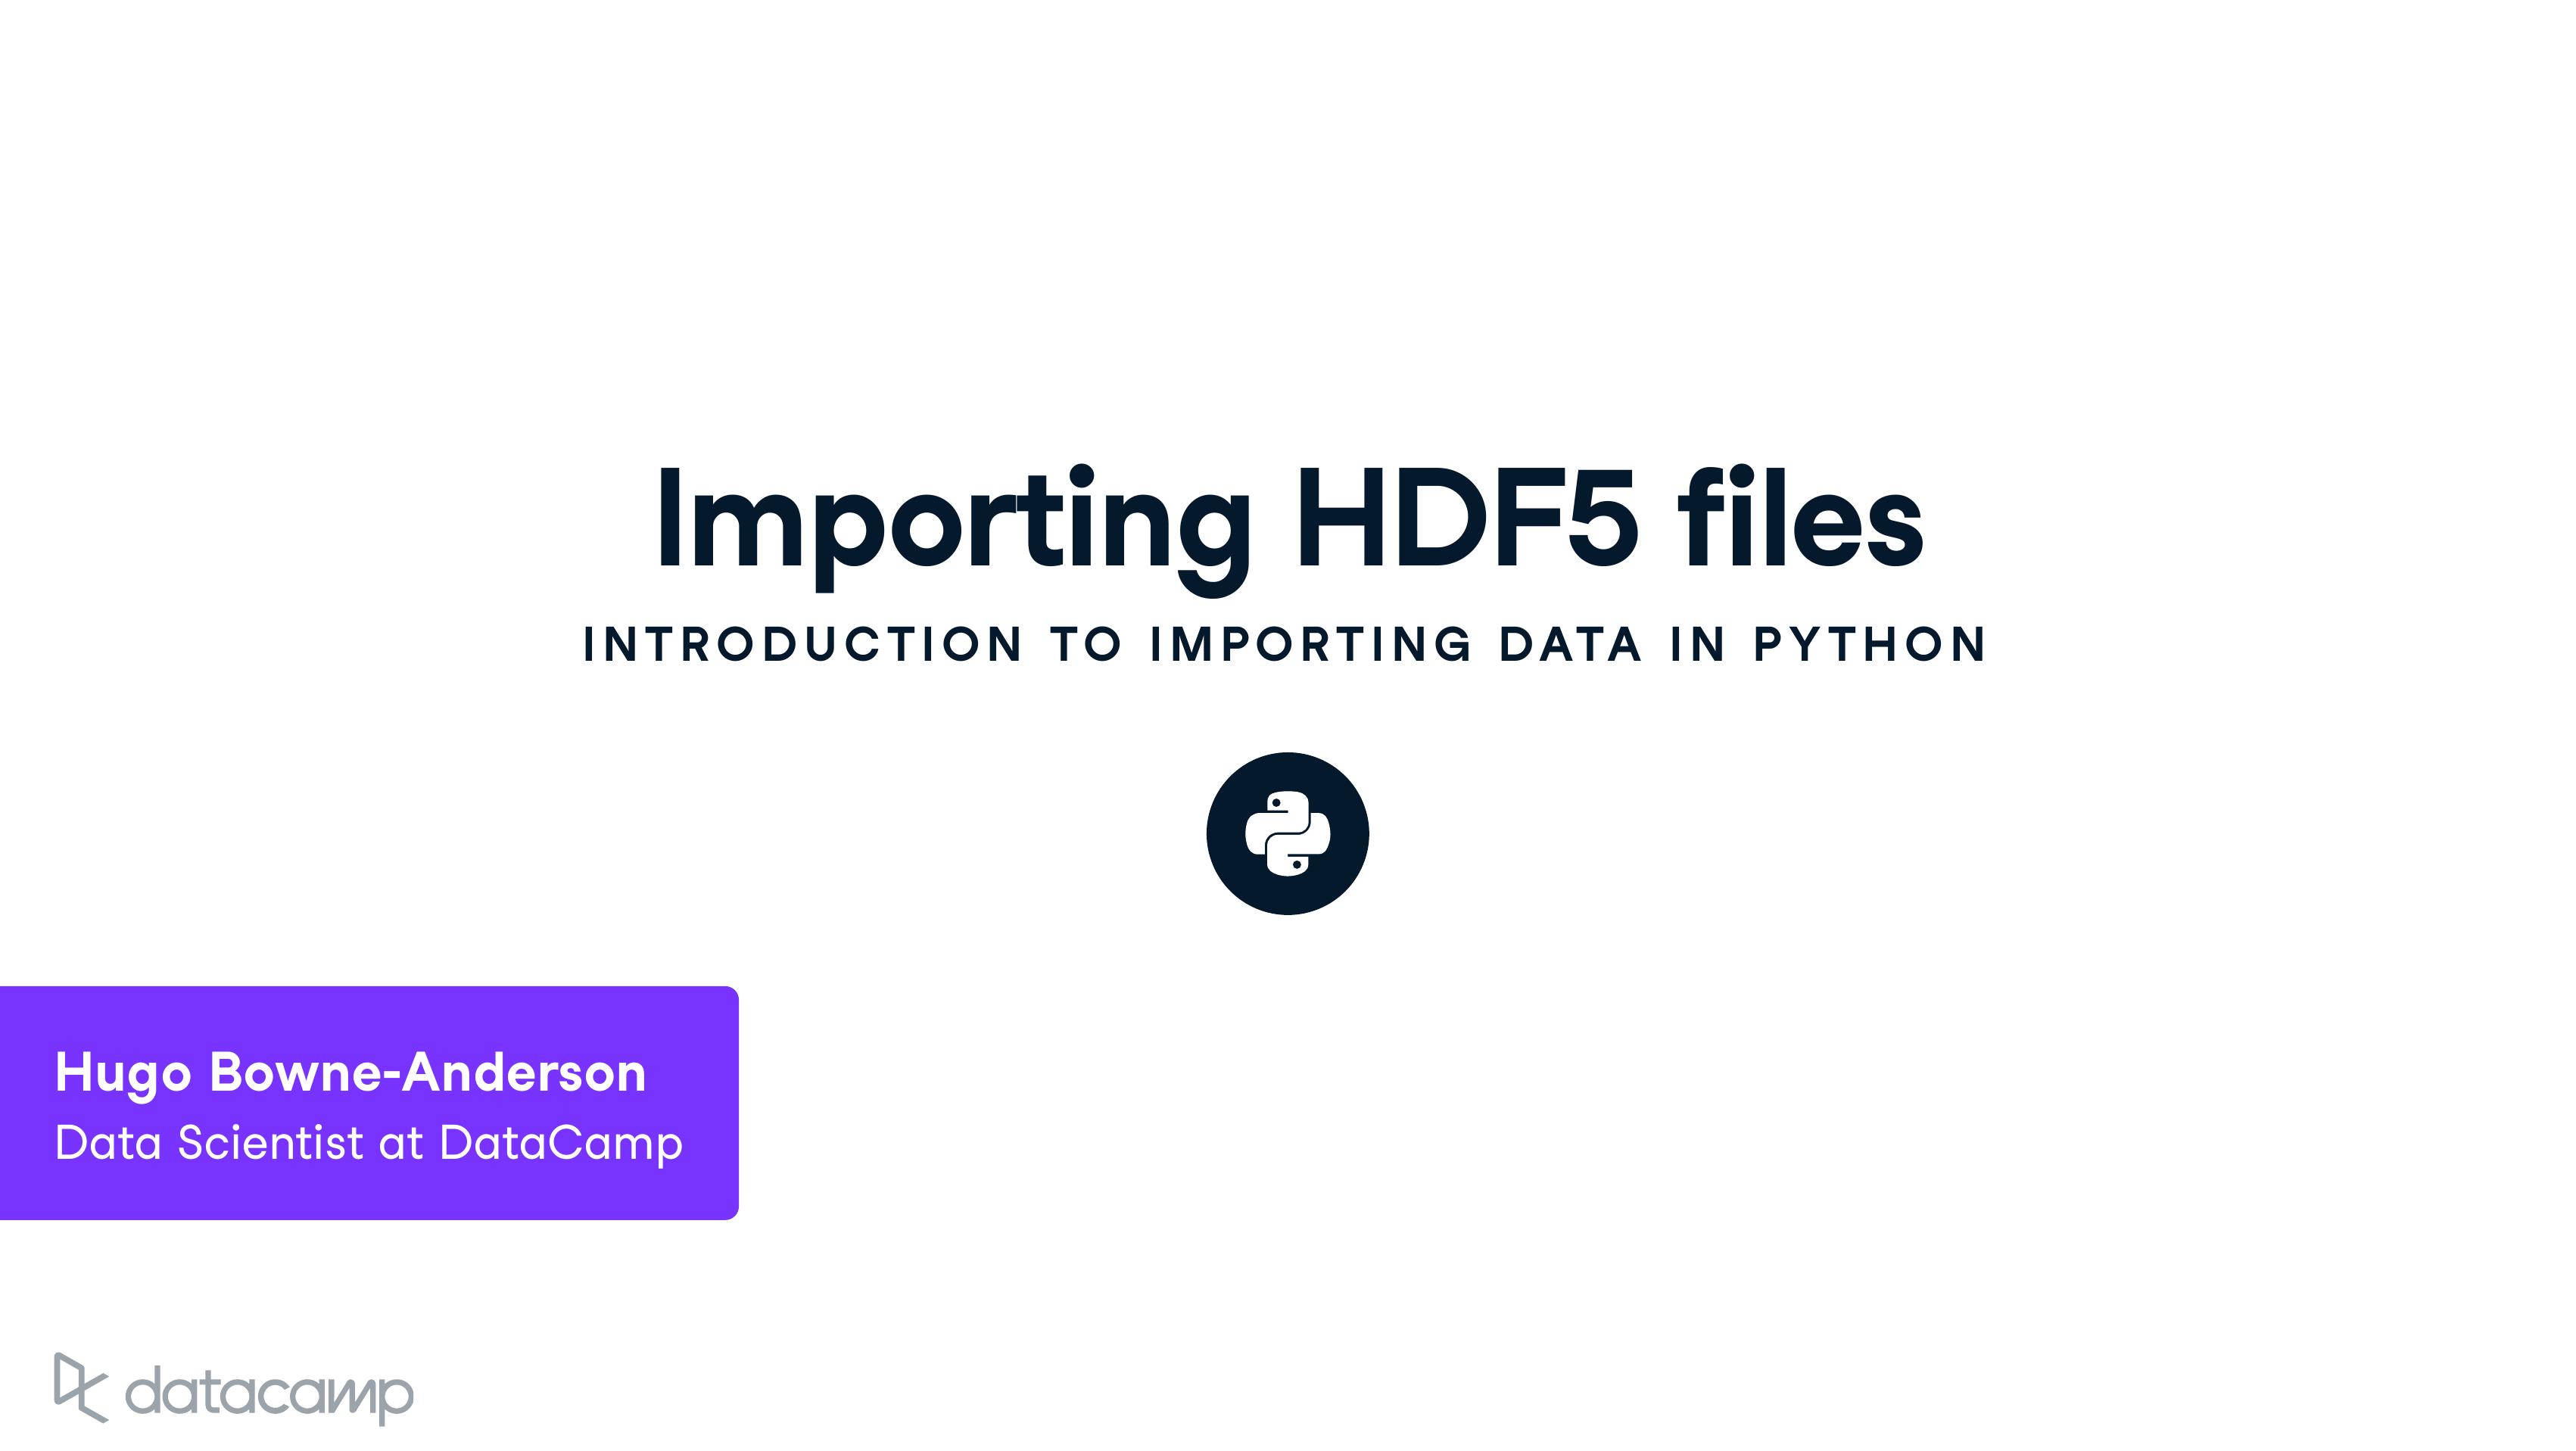 Importing HDF5 files
INTRODUCTION TO IMPORTING DATA IN PYTHON
Hugo Bowne-Anderson
Data Scientist at DataCamp
datacamp